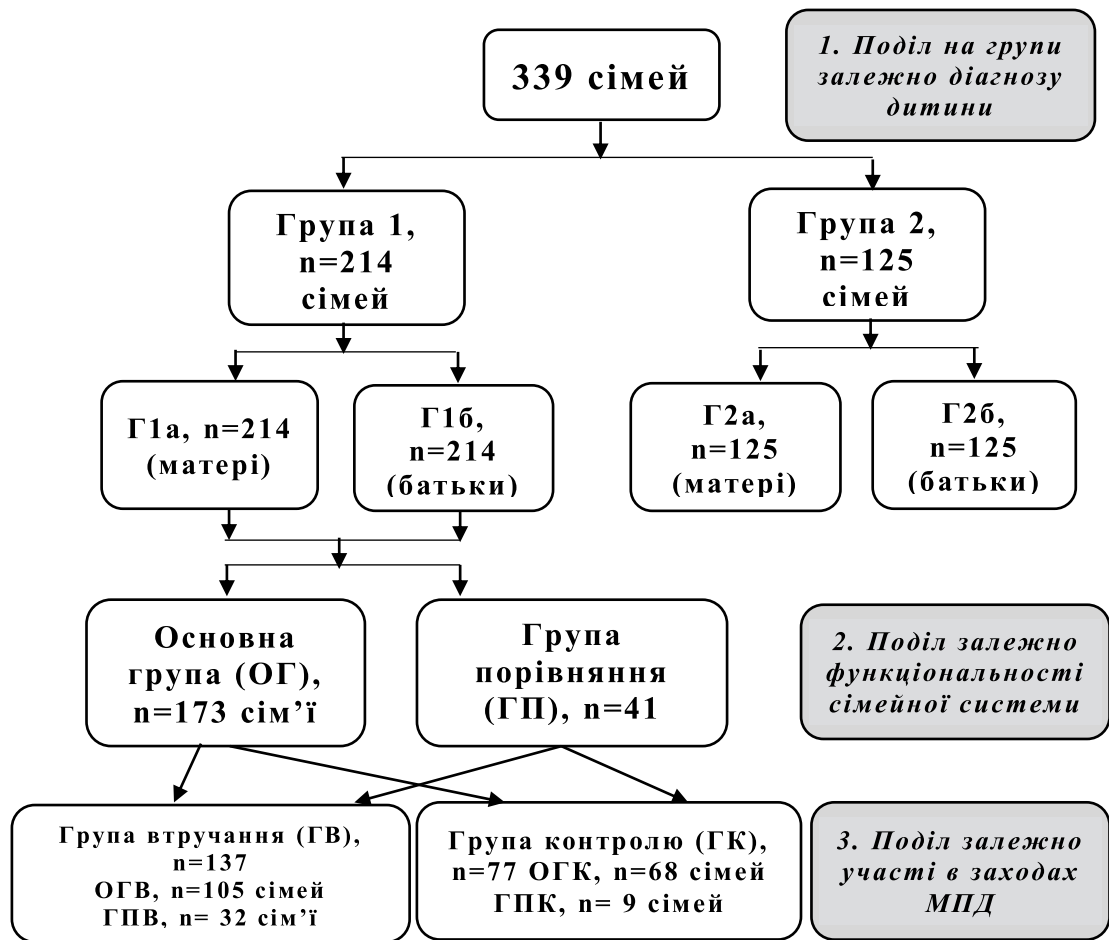 339 сімей
1. Поділ на групи
залежно діагнозу
дитини
Група 1,
n=214
сімей
Група 2,
n=125
сімей
Г1а, n=214
(матері)
Г1б,
n=214
(батьки)
Г2а,
n=125
(матері)
Г2б,
n=125
(батьки)
Основна
група (ОГ),
n=173 сім’ї
Група
порівняння
(ГП), n=41
2. Поділ залежно
функціональності
сімейної системи
Група втручання (ГВ),
n=137
ОГВ, n=105 сімей
ГПВ, n= 32 сім’ї
Група контролю (ГК),
n=77 ОГК, n=68 сімей
ГПК, n= 9 сімей
3. Поділ залежно
участі в заходах
МПД